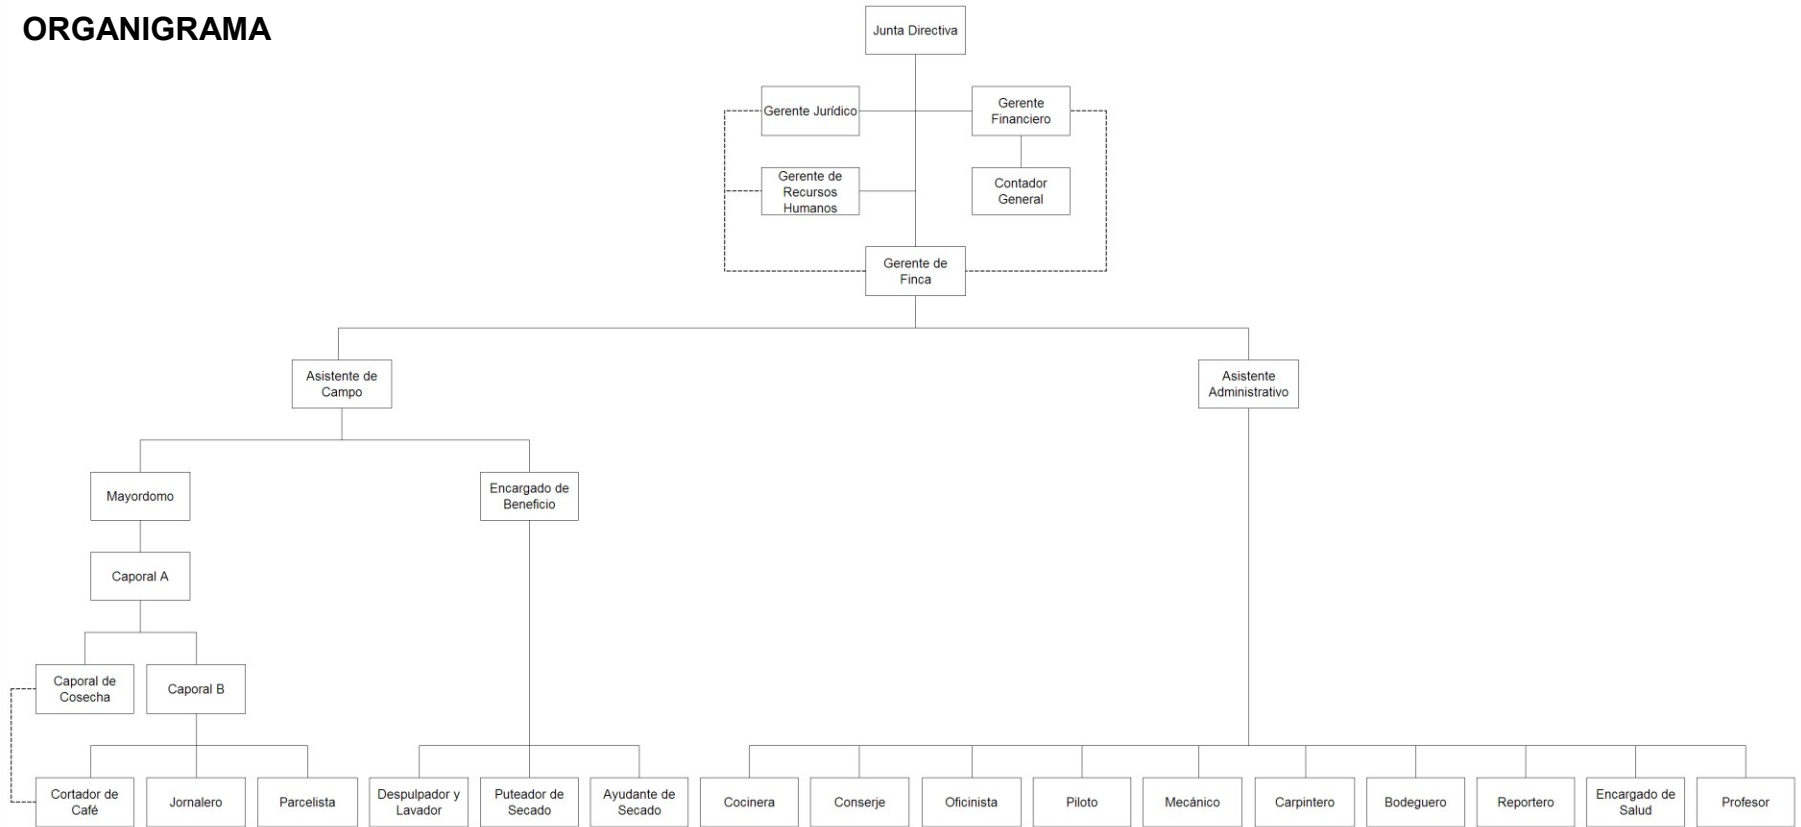 ORGANIGRAMA
Junta Directiva
Gerente Jurídico
Gerente
Financiero
Gerente de
Recursos
Humanos
Contador
General
Gerente de
Finca
Asistente de
Campo
Asistente
Administrativo
Mayordomo
Encargado de
Beneficio
Caporal A
Caporal de
Cosecha
Caporal B
Cortador de
Café
Jornalero
Parcelista
Despulpador y
Lavador
Puteador de
Secado
Ayudante de
Secado
Cocinera
Conserje
Oficinista
Piloto
Mecánico
Carpintero
Bodeguero
Reportero
Encargado de
Salud
Profesor